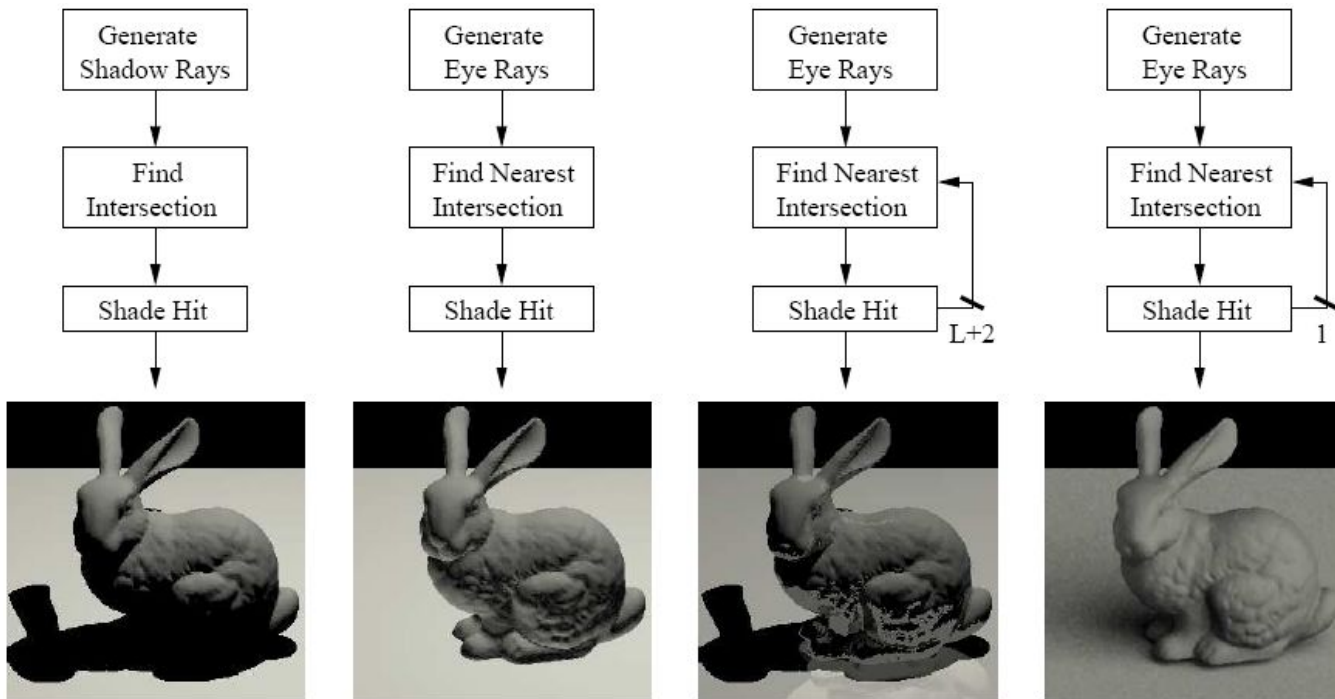 Generate
Shadow Rays
Find
Intersection
Shade Hit
Generate
Eye Rays
Find Nearest
Intersection
Shade Hit
Generate
Eye Rays
Find Nearest
Intersection
Shade Hit
L+2
Generate
Eye Rays
Find Nearest
Intersection
Shade Hit
1